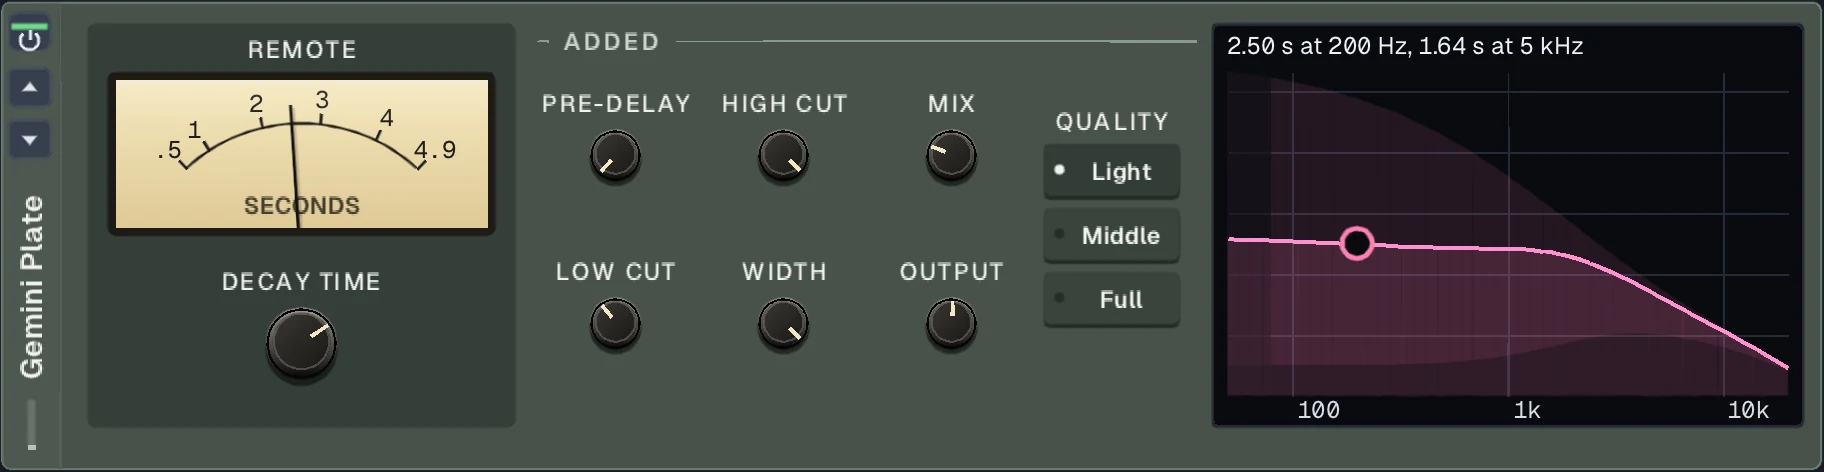 Gemini Plate
REMOTE
.5 1 2 3 4 4.9
SECONDS
DECAY TIME
ADDED
PRE-DELAY HIGH CUT MIX
LOW CUT WIDTH OUTPUT
QUALITY
Light
Middle
Full
2.50 s at 200 Hz, 1.64 s at 5 kHz
100 1k 10k